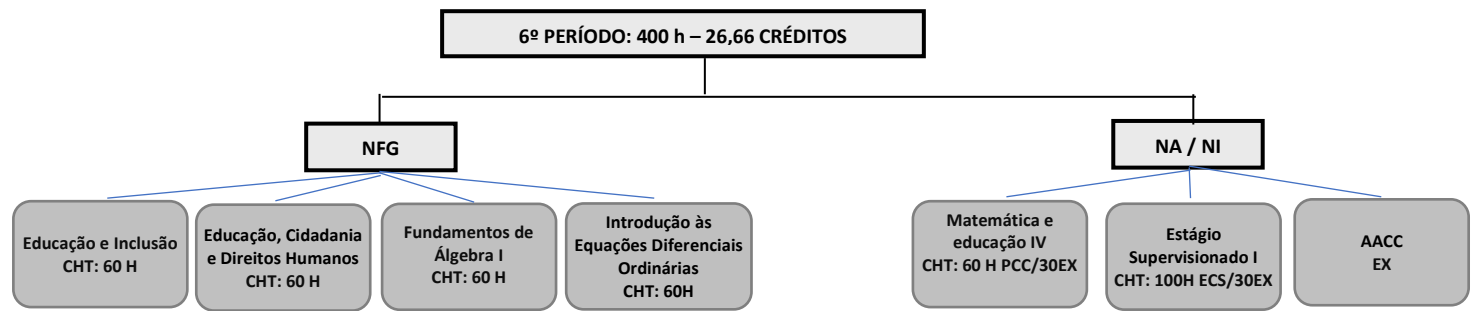 6º PERÍODO: 400 h – 26,66 CRÉDITOS
NFG
NA / NI
Educação e Inclusão
CHT: 60 H
Educação, Cidadania
e Direitos Humanos
CHT: 60 H
Fundamentos de
Álgebra I
CHT: 60 H
Introdução às
Equações Diferenciais
Ordinárias
CHT: 60H
Matemática e
educação IV
CHT: 60 H PCC/30EX
Estágio
Supervisionado I
CHT: 100H ECS/30EX
AACC
EX